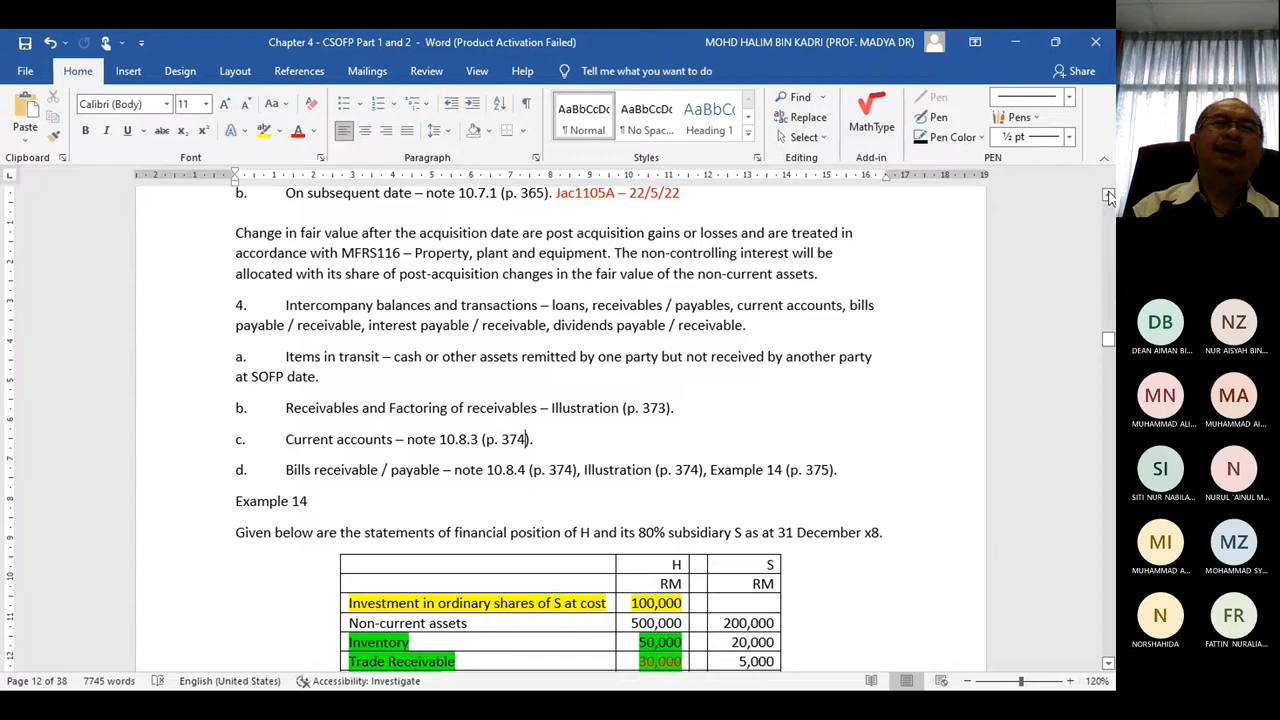 Chapter 4 - CSOFP Part 1 and 2 - Word (Product Activation Failed)
MOHD HALIM BIN KADRI (PROF. MADYA DR)
File Home Insert Design Layout References Mailings Review View Help Tell me what you want to do Share
Calibri (Body) 11
Paste
AaBbCcDc AaBbCcDc AaBbC
¶ Normal ¶ No Spac... Heading 1
Find
Replace
Select
MathType
Pen
Pen
Pen Color
Pens
½ pt
Clipboard Font Paragraph Styles Editing Add-in PEN
b. On subsequent date – note 10.7.1 (p. 365). Jac1105A – 22/5/22
Change in fair value after the acquisition date are post acquisition gains or losses and are treated in
accordance with MFRS116 – Property, plant and equipment. The non-controlling interest will be
allocated with its share of post-acquisition changes in the fair value of the non-current assets.
4. Intercompany balances and transactions – loans, receivables / payables, current accounts, bills
payable / receivable, interest payable / receivable, dividends payable / receivable.
a. Items in transit – cash or other assets remitted by one party but not received by another party
at SOFP date.
b. Receivables and Factoring of receivables – Illustration (p. 373).
c. Current accounts – note 10.8.3 (p. 374).
d. Bills receivable / payable – note 10.8.4 (p. 374), Illustration (p. 374), Example 14 (p. 375).
Example 14
Given below are the statements of financial position of H and its 80% subsidiary S as at 31 December x8.
H S
RM RM
Investment in ordinary shares of S at cost 100,000
Non-current assets 500,000 200,000
Inventory 50,000 20,000
Trade Receivable 30,000 5,000
Page 12 of 38 7745 words English (United States) Accessibility: Investigate 120%
DB NZ
DEAN AIMAN BI... NUR AISYAH BIN...
MN MA
MUHAMMAD ALI... MUHAMMAD AI...
SI N
SITI NUR NABILA... NURUL 'AINUL M...
MI MZ
MUHAMMAD A... MOHAMMAD SY...
N FR
NORSHAHIDA FATTIN NURALIA...